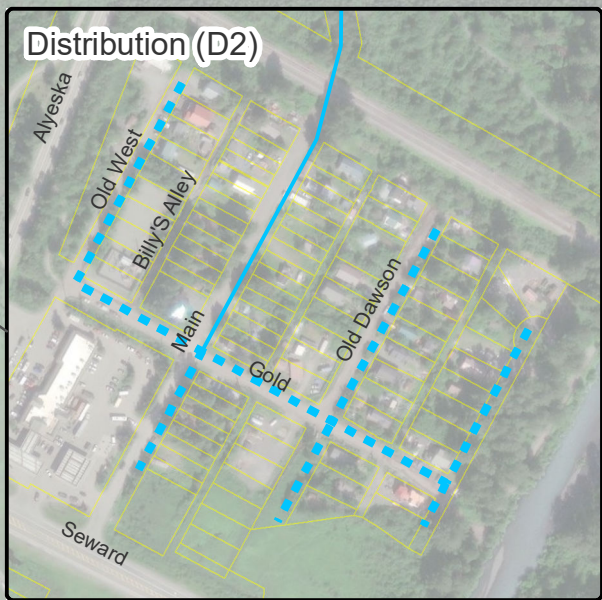 Distribution (D2)
Alyeska
Old West
Billy'S Alley
Main
Gold
Old Dawson
Seward